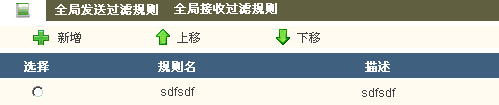 全局发送过滤规则 全局接收过滤规则
新增 上移 下移
选择 规则名 描述
sdfsdf sdfsdf